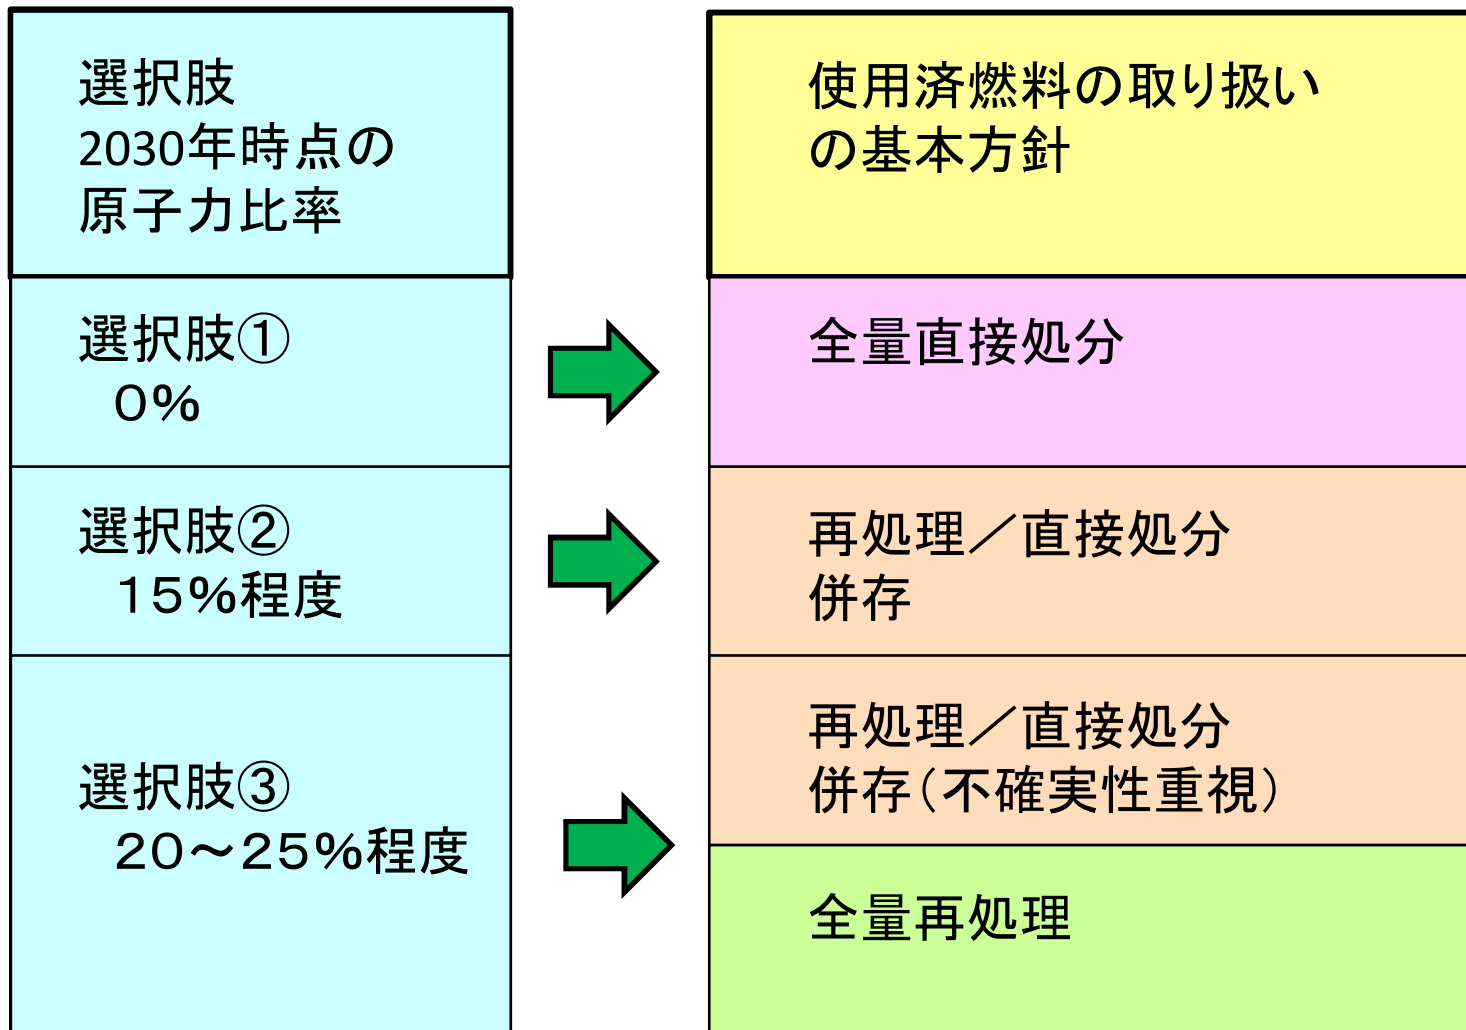 選択肢
2030年時点の
原子力比率
使用済燃料の取り扱い
の基本方針
選択肢①
０％
全量直接処分
選択肢②
１５％程度
再処理／直接処分
併存
選択肢③
２０～２５％程度
再処理／直接処分
併存（不確実性重視）
全量再処理